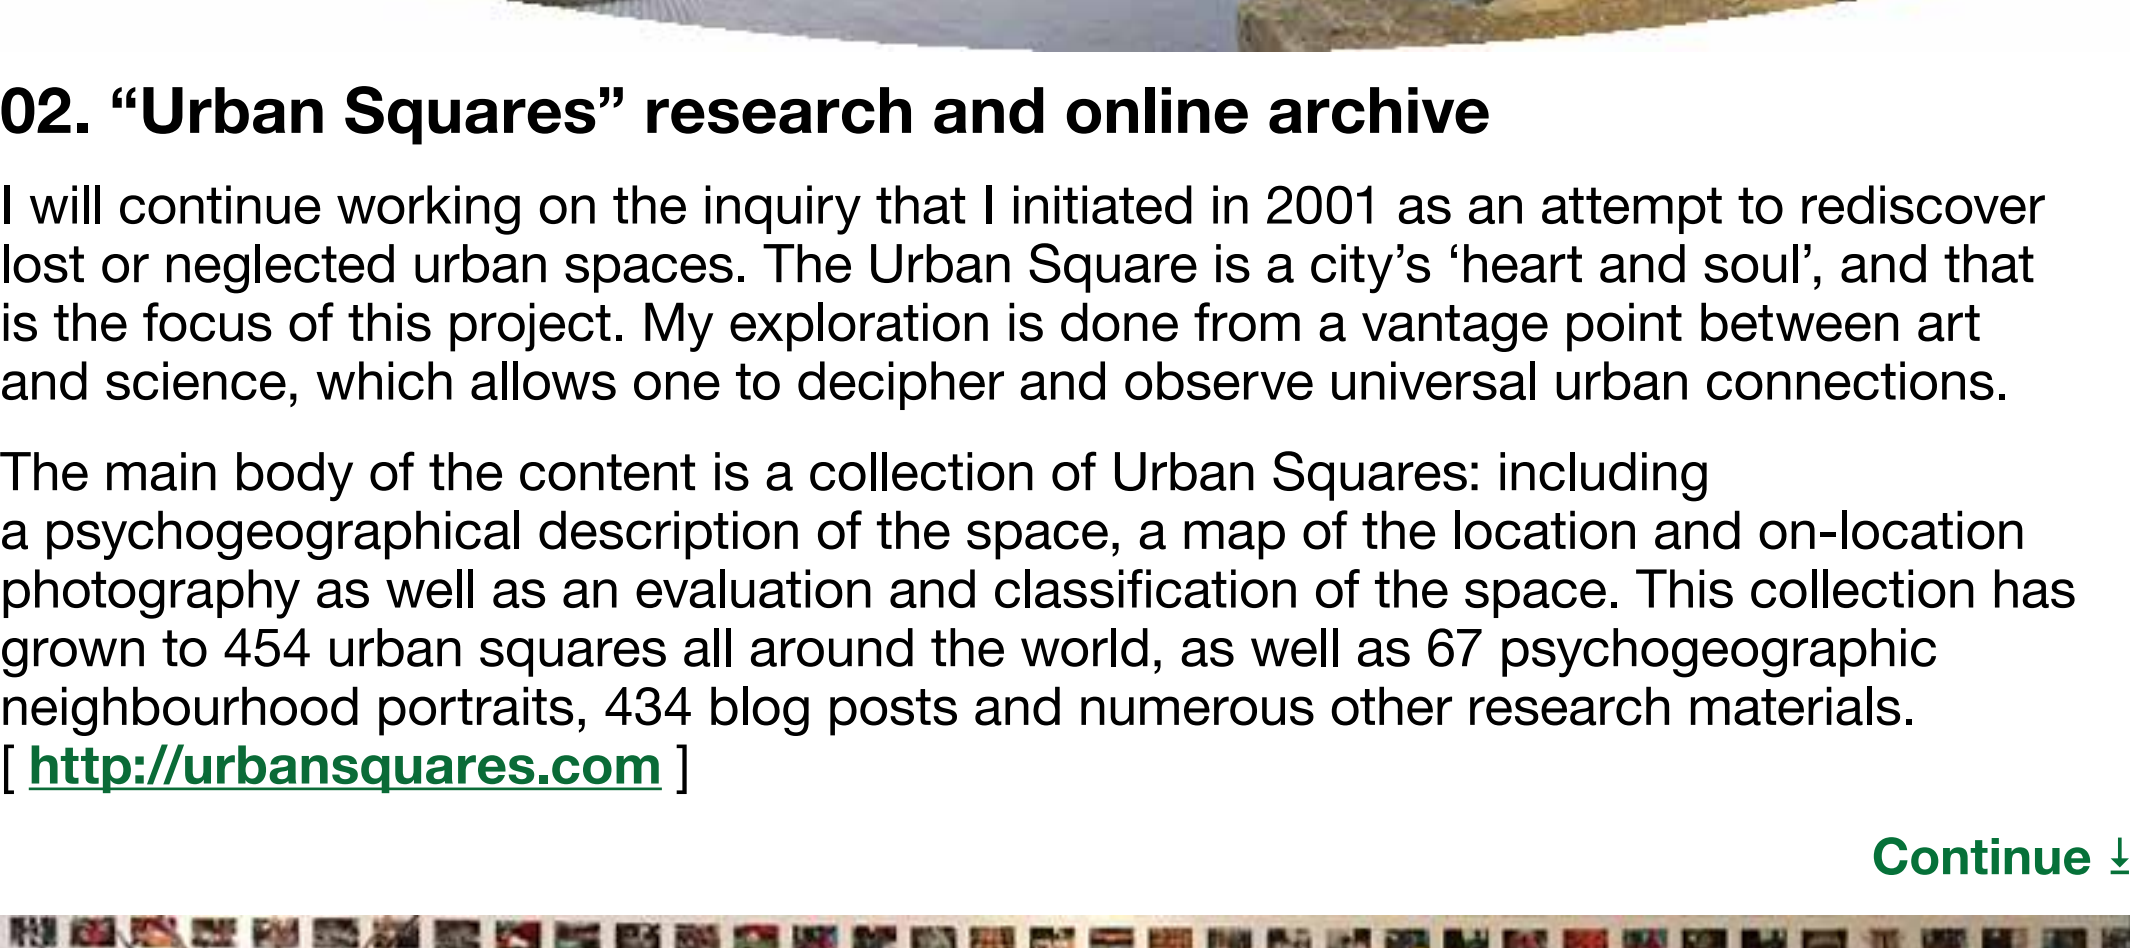 02. “Urban Squares” research and online archive
I will continue working on the inquiry that I initiated in 2001 as an attempt to rediscover
lost or neglected urban spaces. The Urban Square is a city’s ‘heart and soul’, and that
is the focus of this project. My exploration is done from a vantage point between art
and science, which allows one to decipher and observe universal urban connections.
The main body of the content is a collection of Urban Squares: including
a psychogeographical description of the space, a map of the location and on-location
photography as well as an evaluation and classification of the space. This collection has
grown to 454 urban squares all around the world, as well as 67 psychogeographic
neighbourhood portraits, 434 blog posts and numerous other research materials.
[ http://urbansquares.com ]
Continue ⤓